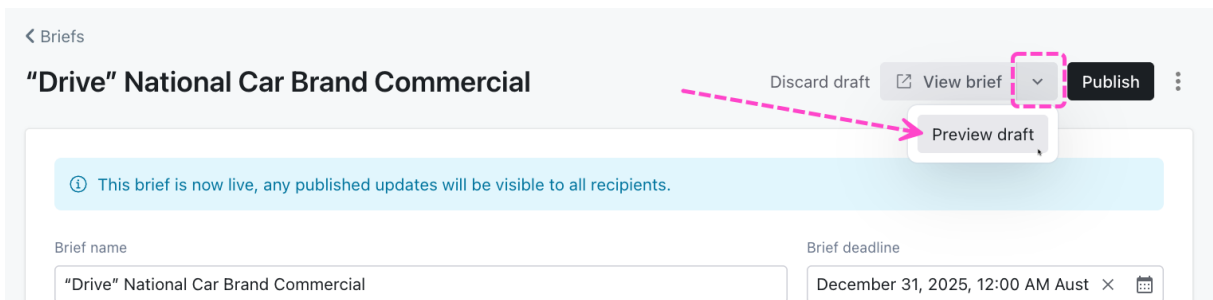 Briefs
“Drive” National Car Brand Commercial
Discard draft
View brief
Publish
Preview draft
This brief is now live, any published updates will be visible to all recipients.
Brief name
Brief deadline
“Drive” National Car Brand Commercial
December 31, 2025, 12:00 AM Aust